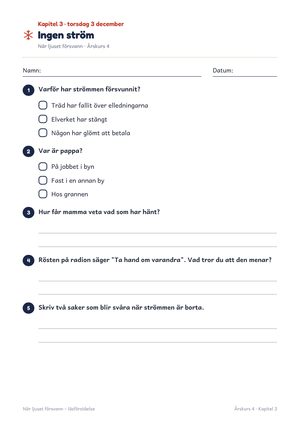 Kapitel 3 · torsdag 3 december
Ingen ström
När ljuset försvann · Årskurs 4
Namn: Datum:
1 Varför har strömmen försvunnit?
Träd har fallit över elledningarna
Elverket har stängt
Någon har glömt att betala
2 Var är pappa?
På jobbet i byn
Fast i en annan by
Hos grannen
3 Hur får mamma veta vad som har hänt?
4 Rösten på radion säger "Ta hand om varandra". Vad tror du att den menar?
5 Skriv två saker som blir svåra när strömmen är borta.
När ljuset försvann – läsförståelse Årskurs 4 · Kapitel 3